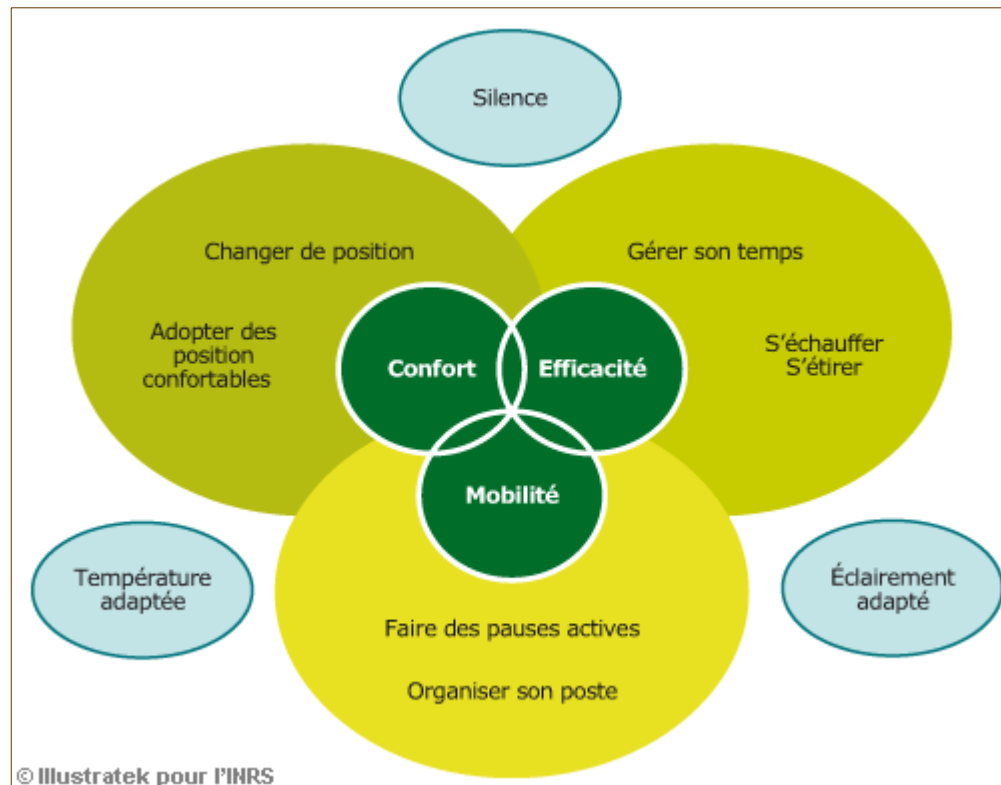 Silence
Changer de position
Gérer son temps
Adopter des
position
confortables
S'échauffer
S'étirer
Confort
Efficacité
Mobilité
Température
adaptée
Éclairement
adapté
Faire des pauses actives
Organiser son poste
© Illustratek pour l'INRS